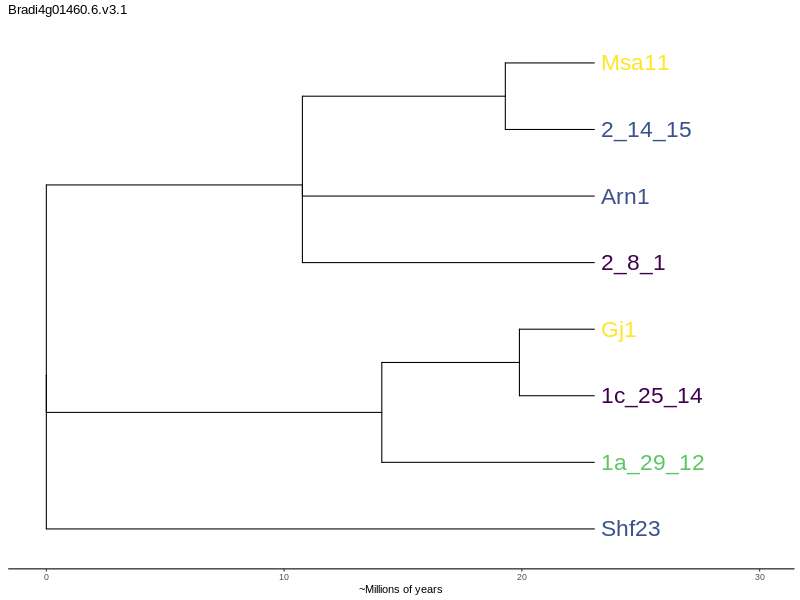 Bradi4g01460.6.v3.1
Msa11
2_14_15
Arn1
2_8_1
Gj1
1c_25_14
1a_29_12
Shf23
0 10 20 30
~Millions of years